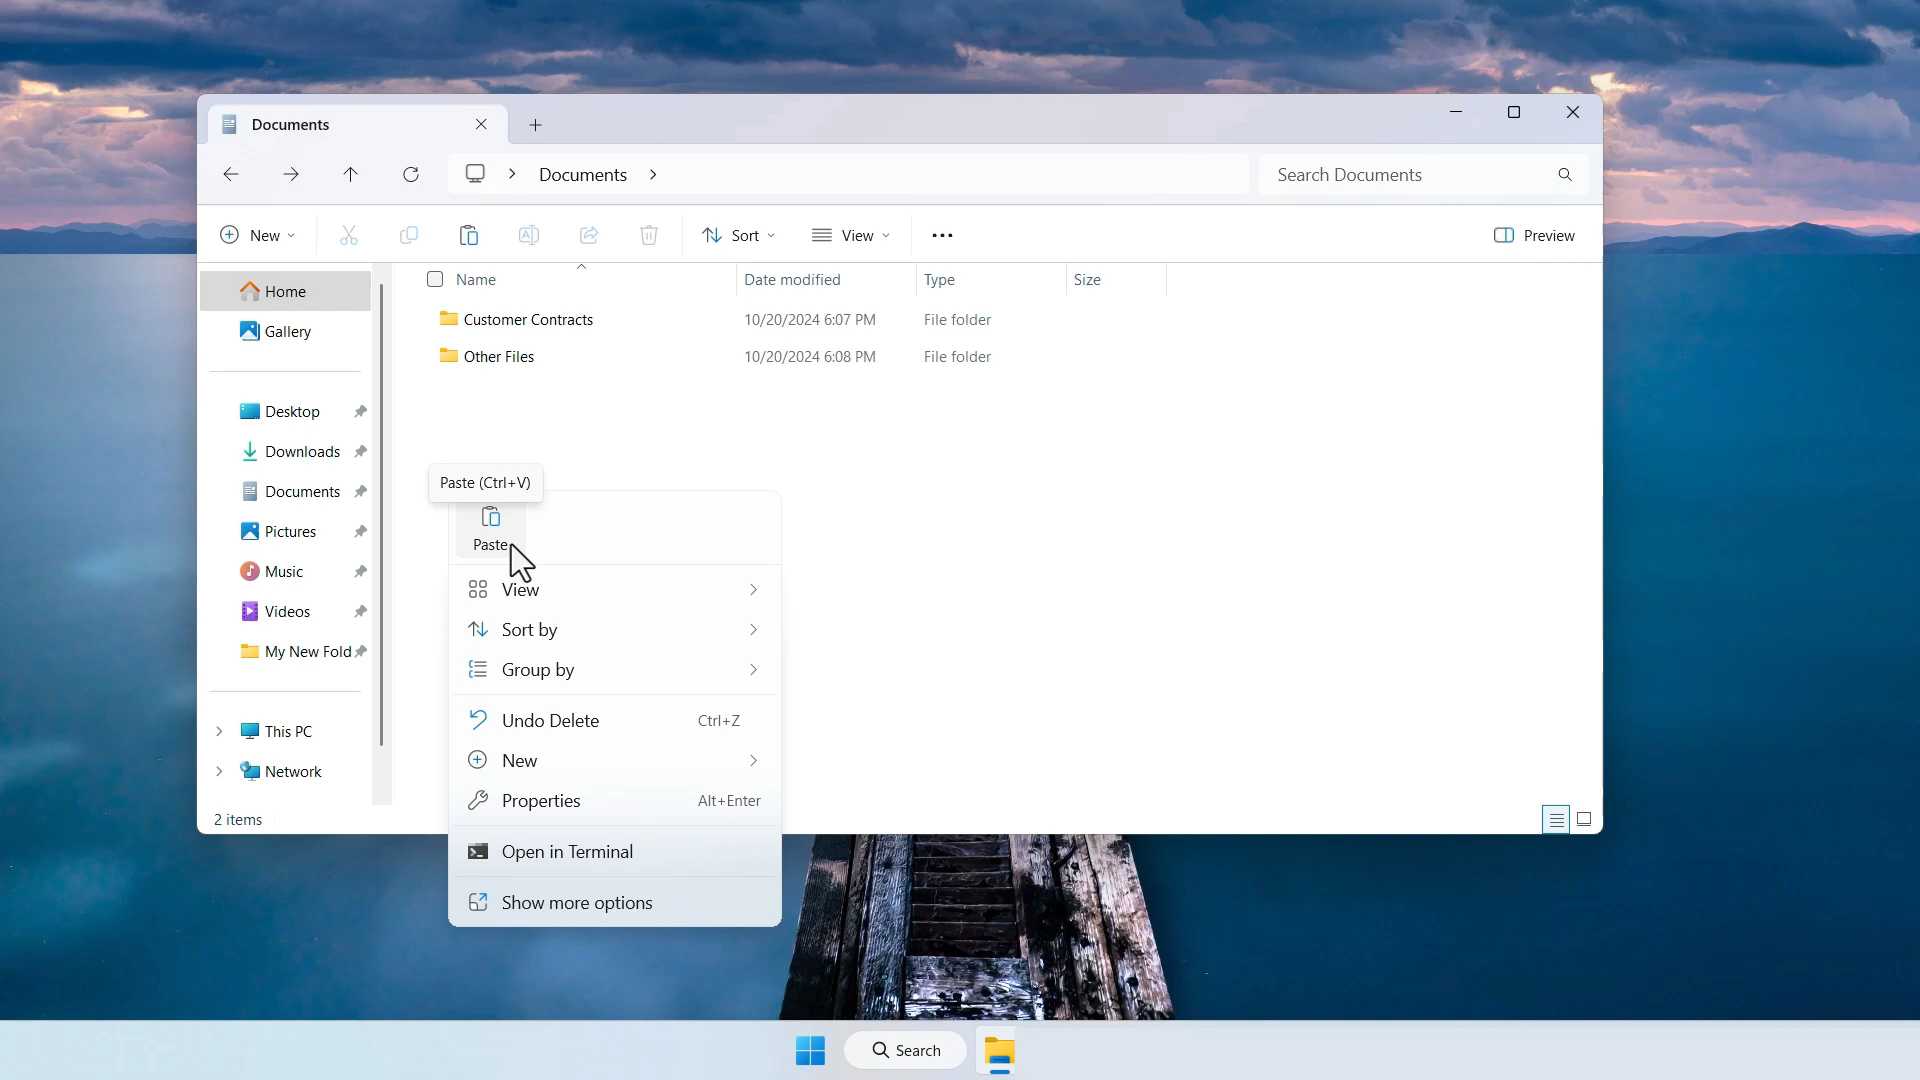 Documents
Documents
Search Documents
New
Sort
View
Preview
Home
Gallery
Desktop
Downloads
Documents
Pictures
Music
Videos
My New Fold
This PC
Network
Name Date modified Type Size
Customer Contracts 10/20/2024 6:07 PM File folder
Other Files 10/20/2024 6:08 PM File folder
Paste (Ctrl+V)
Paste
View
Sort by
Group by
Undo Delete Ctrl+Z
New
Properties Alt+Enter
Open in Terminal
Show more options
2 items
Search